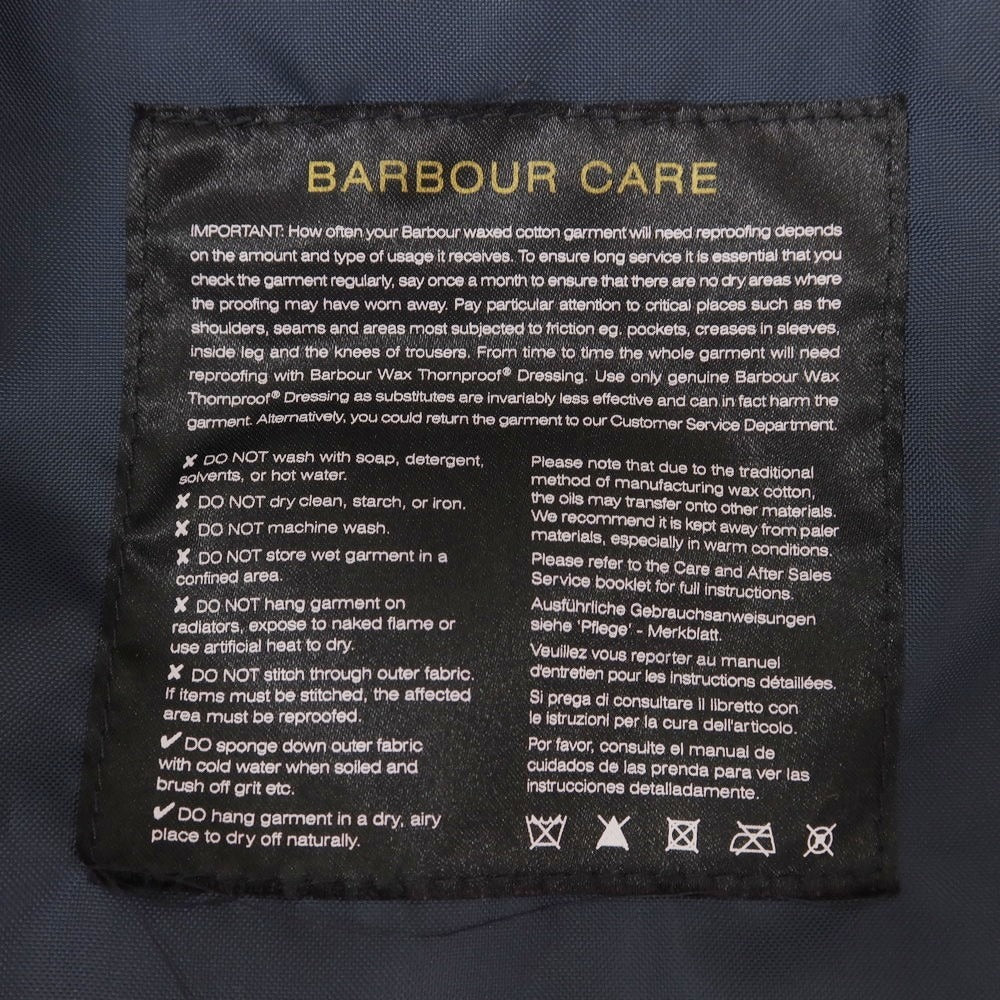 BARBOUR CARE
IMPORTANT: How often your Barbour waxed cotton garment will need reproofing depends
on the amount and type of usage it receives. To ensure long service it is essential that you
check the garment regularly, say once a month to ensure that there are no dry areas where
the proofing may have worn away. Pay particular attention to critical places such as the
shoulders, seams and areas most subjected to friction eg. pockets, creases in sleeves,
inside leg and the knees of trousers. From time to time the whole garment will need
reproofing with Barbour Wax Thornproof® Dressing. Use only genuine Barbour Wax
Thornproof® Dressing as substitutes are invariably less effective and can in fact harm the
garment. Alternatively, you could return the garment to our Customer Service Department.
✘ DO NOT wash with soap, detergent,
solvents, or hot water.
✘ DO NOT dry clean, starch, or iron.
✘ DO NOT machine wash.
✘ DO NOT store wet garment in a
confined area.
✘ DO NOT hang garment on
radiators, expose to naked flame or
use artificial heat to dry.
✘ DO NOT stitch through outer fabric.
If items must be stitched, the affected
area must be reproofed.
✔ DO sponge down outer fabric
with cold water when soiled and
brush off grit etc.
✔ DO hang garment in a dry, airy
place to dry off naturally.
Please note that due to the traditional
method of manufacturing wax cotton,
the oils may transfer onto other materials.
We recommend it is kept away from paler
materials, especially in warm conditions.
Please refer to the Care and After Sales
Service booklet for full instructions.
Ausführliche Gebrauchsanweisungen
siehe 'Pflege' - Merkblatt.
Veuillez vous reporter au manuel
d'entretien pour les instructions détaillées.
Si prega di consultare il libretto con
le istruzioni per la cura dell'articolo.
Por favor, consulte el manual de
cuidados de las prenda para ver las
instrucciones detalladamente.